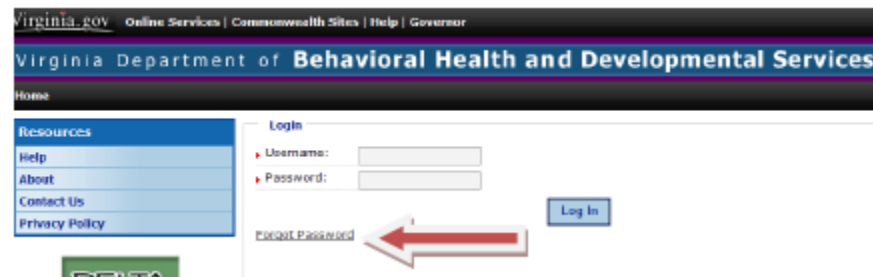 Virginia.gov Online Services | Commonwealth Sites | Help | Governor
Virginia Department of Behavioral Health and Developmental Services
Home
Resources
Help
About
Contact Us
Privacy Policy
Login
Username:
Password:
Log In
Forgot Password
DELTA